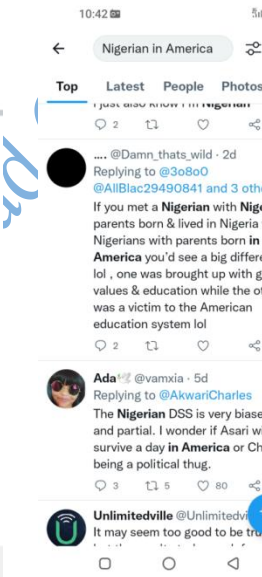 10:42
Nigerian in America
Top Latest People Photos
I just also know I'm Nigerian
2
.... @Damn_thats_wild · 2d
Replying to @3o8o0
@AllBlac29490841 and 3 oth
If you met a Nigerian with Nige
parents born & lived in Nigeria
Nigerians with parents born in
America you'd see a big differe
lol , one was brought up with g
values & education while the o
was a victim to the American
education system lol
2
Ada @vamxia · 5d
Replying to @AkwariCharles
The Nigerian DSS is very biase
and partial. I wonder if Asari wi
survive a day in America or Ch
being a political thug.
3 5 80
Unlimitedville @Unlimitedvi
It may seem too good to be tru